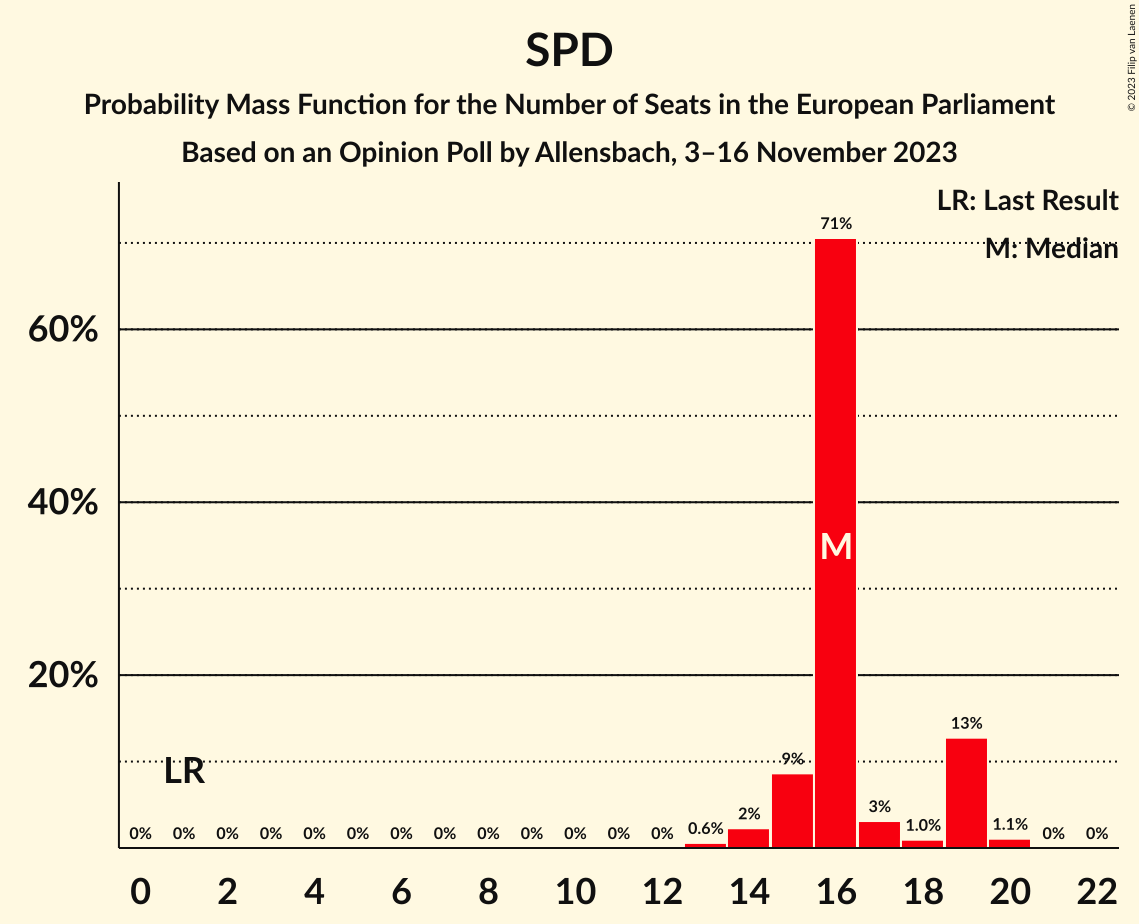 SPD
Probability Mass Function for the Number of Seats in the European Parliament
Based on an Opinion Poll by Allensbach, 3–16 November 2023
© 2023 Filip van Laenen
LR: Last Result
M: Median
71%
60%
40%
M
20%
13%
9%
LR
0% 0% 0% 0% 0% 0% 0% 0% 0% 0% 0% 0% 0% 0.6% 2% 3% 1.0% 1.1% 0% 0%
0 2 4 6 8 10 12 14 16 18 20 22